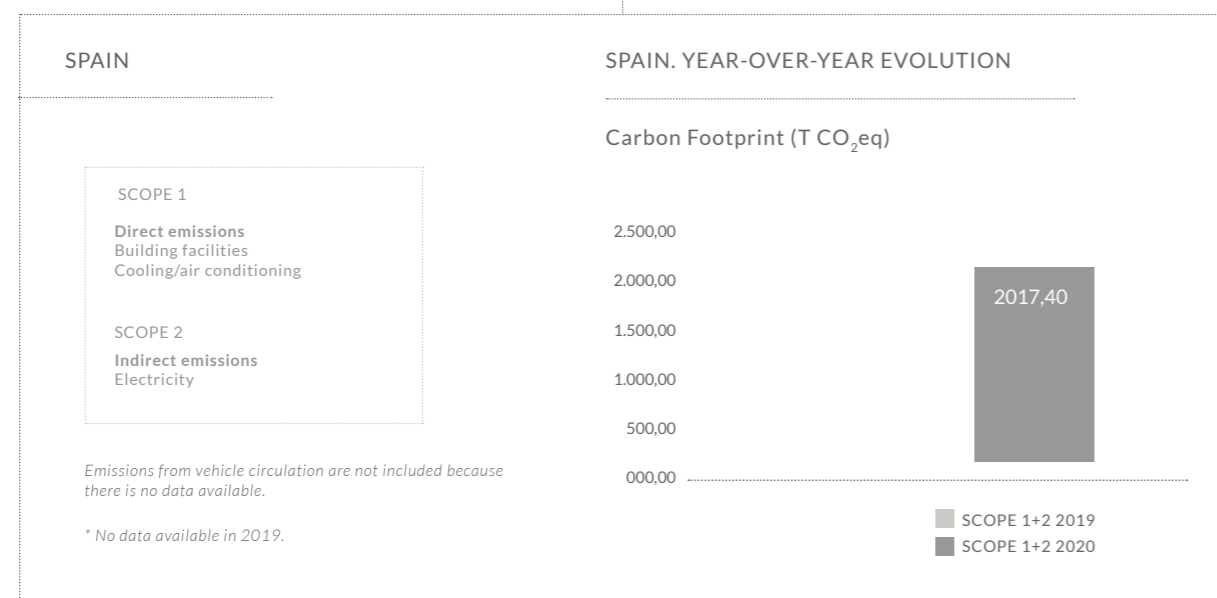 SPAIN
SCOPE 1
Direct emissions
Building facilities
Cooling/air conditioning
SCOPE 2
Indirect emissions
Electricity
Emissions from vehicle circulation are not included because
there is no data available.
* No data available in 2019.
SPAIN. YEAR-OVER-YEAR EVOLUTION
Carbon Footprint (T CO₂eq)
2.500,00
2.000,00
1.500,00
1.000,00
500,00
000,00
2017,40
SCOPE 1+2 2019
SCOPE 1+2 2020